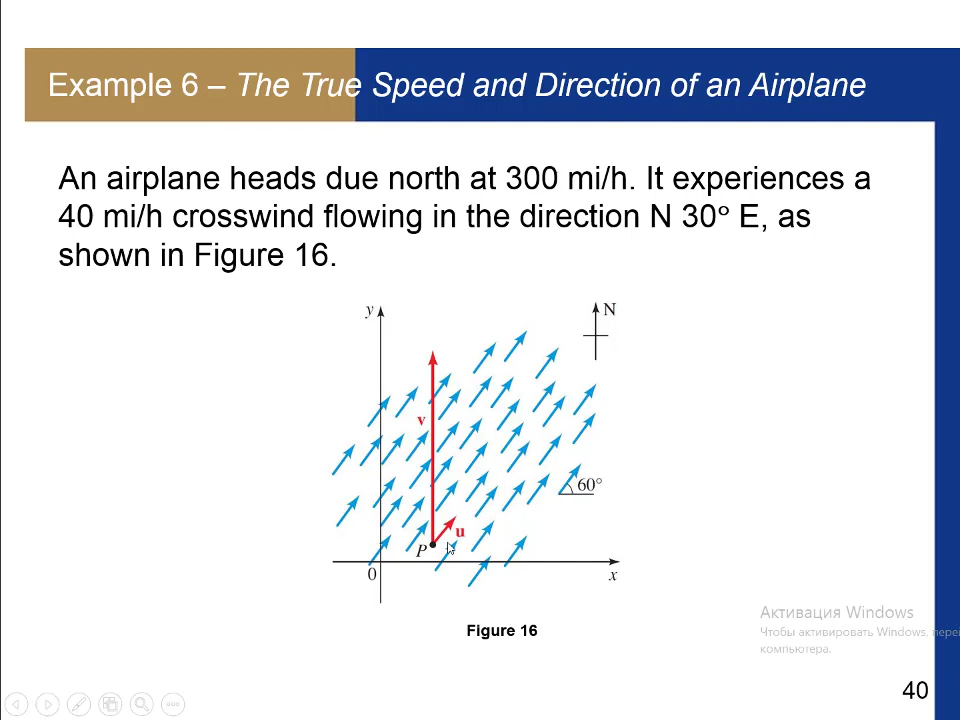 Example 6 – The True Speed and Direction of an Airplane
An airplane heads due north at 300 mi/h. It experiences a
40 mi/h crosswind flowing in the direction N 30° E, as
shown in Figure 16.
y
N
v
60°
u
P
0
x
Figure 16
Активация Windows
Чтобы активировать Windows, пере
компьютера.
40